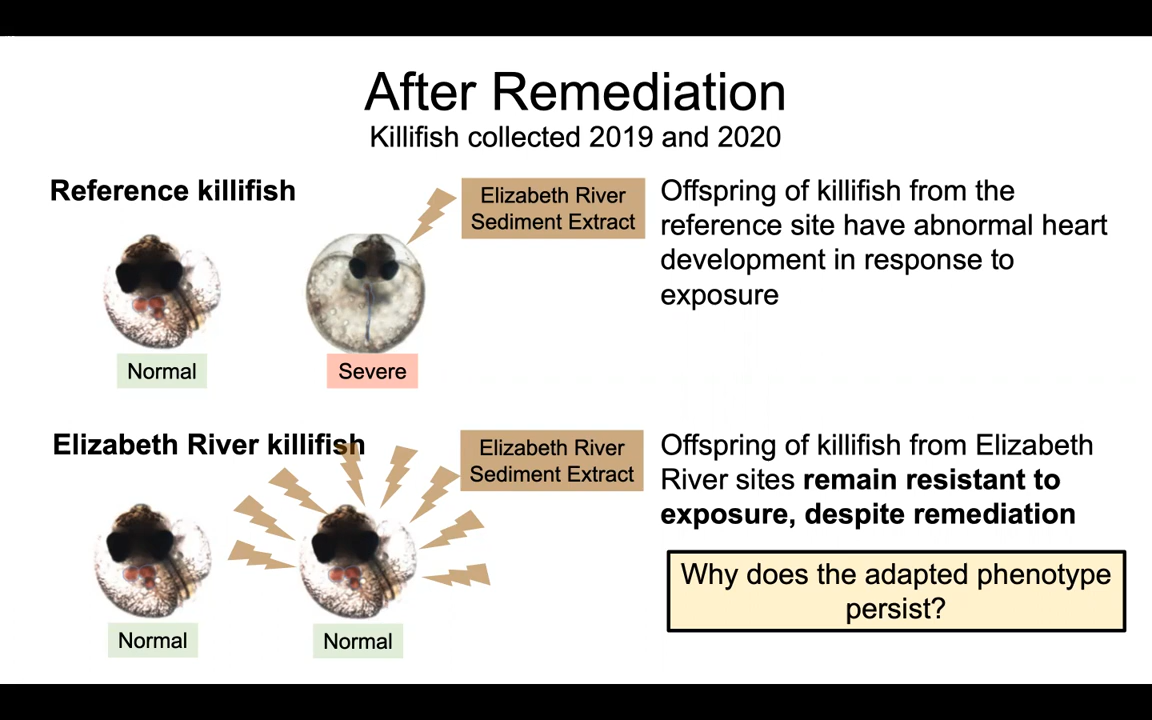 After Remediation
Killifish collected 2019 and 2020
Reference killifish
Elizabeth River
Sediment Extract
Offspring of killifish from the
reference site have abnormal heart
development in response to
exposure
Normal
Severe
Elizabeth River killifish
Elizabeth River
Sediment Extract
Offspring of killifish from Elizabeth
River sites remain resistant to
exposure, despite remediation
Why does the adapted phenotype
persist?
Normal
Normal